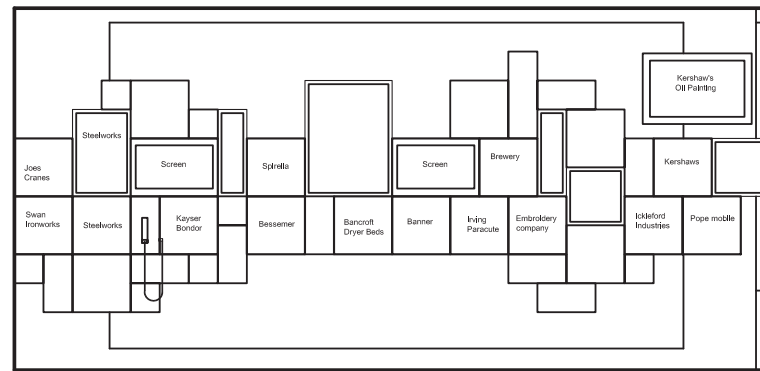 Kershaw's
Oil Painting
Steelworks
Screen
Spirella
Screen
Brewery
Kershaws
Joes
Cranes
Swan
Ironworks
Steelworks
Kayser
Bondor
Bessemer
Bancroft
Dryer Beds
Banner
Irving
Paracute
Embroidery
company
Ickleford
Industries
Pope mobile